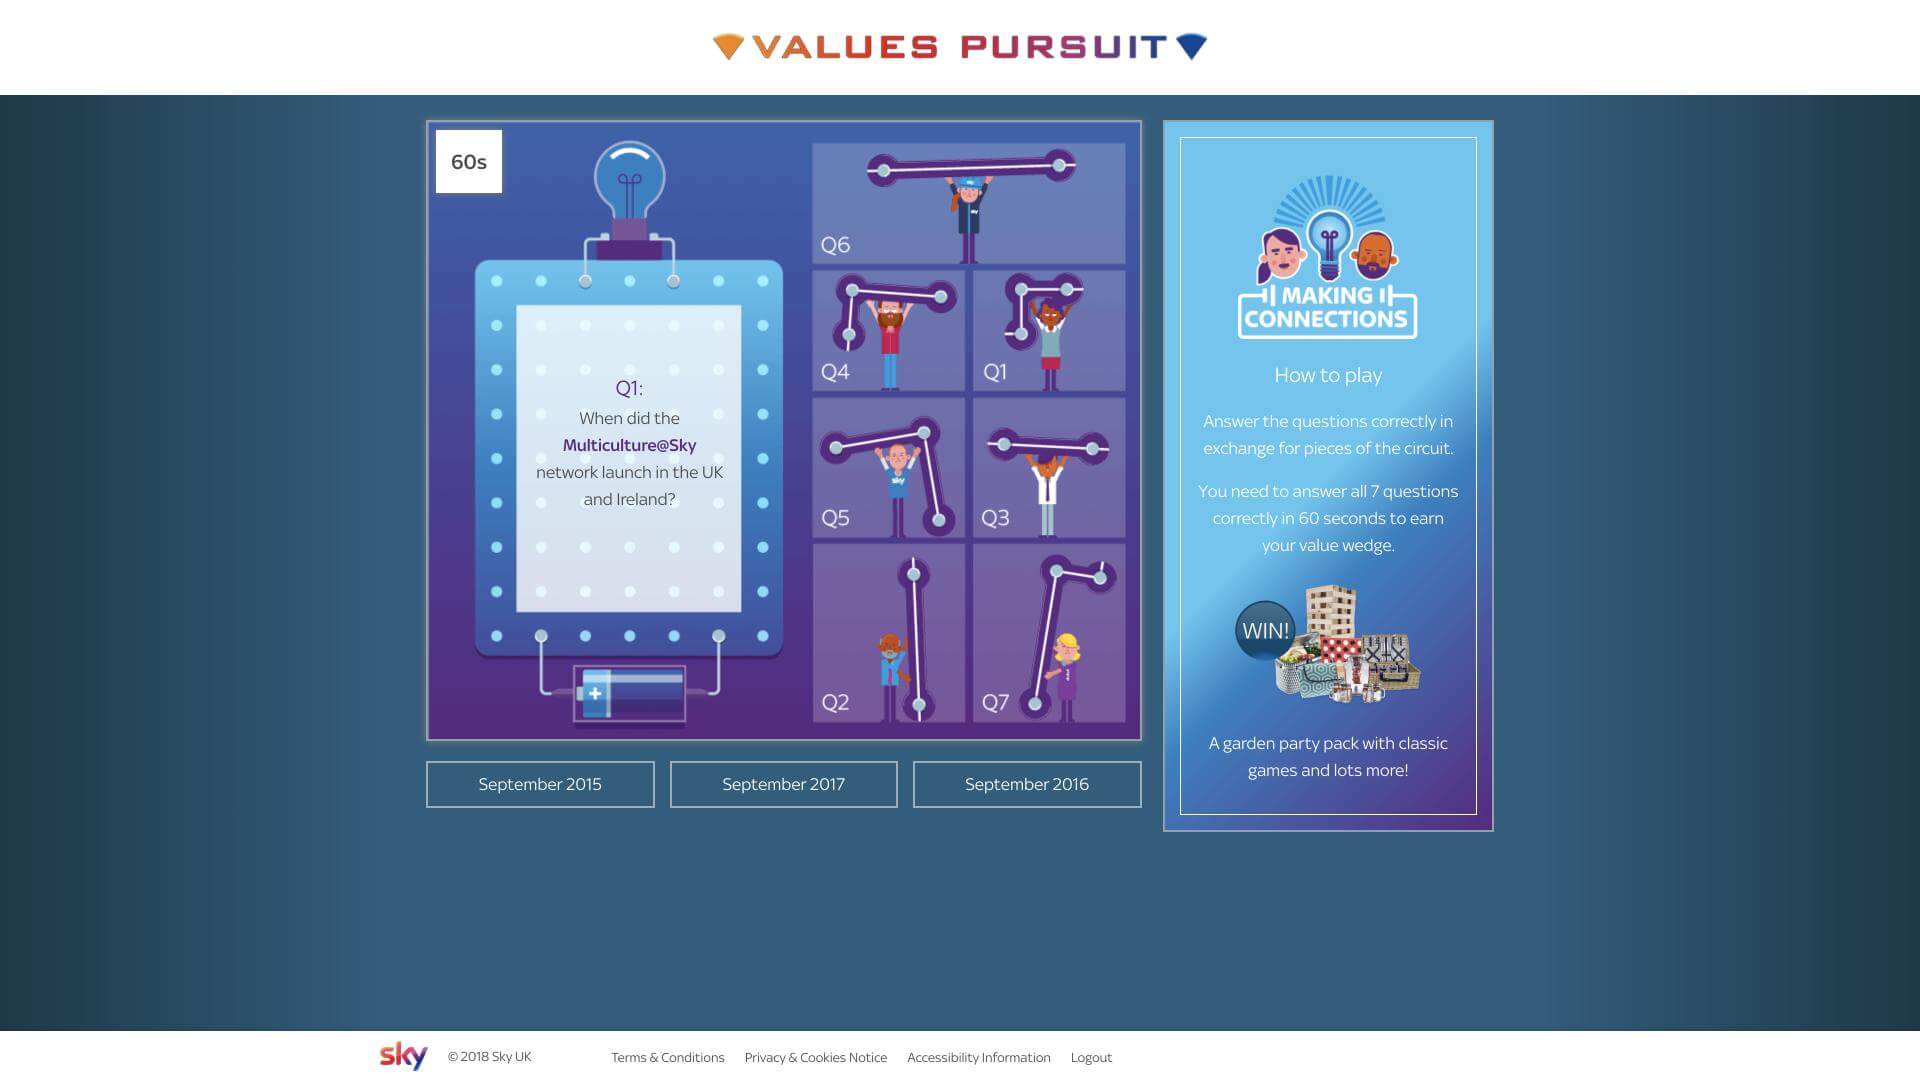 VALUES PURSUIT
60s
Q1:
When did the
Multiculture@Sky
network launch in the UK
and Ireland?
Q6
sky
Q4
Q1
Q5
sky
Q3
Q2
Q7
September 2015
September 2017
September 2016
MAKING
CONNECTIONS
How to play
Answer the questions correctly in
exchange for pieces of the circuit.
You need to answer all 7 questions
correctly in 60 seconds to earn
your value wedge.
WIN!
A garden party pack with classic
games and lots more!
sky
© 2018 Sky UK
Terms & Conditions
Privacy & Cookies Notice
Accessibility Information
Logout